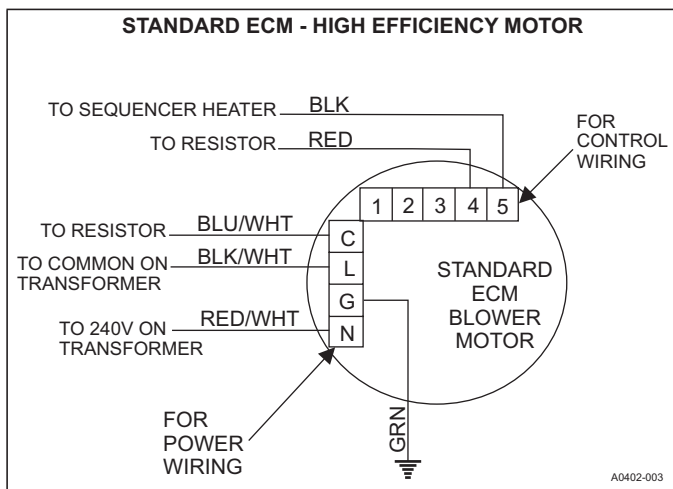 STANDARD ECM - HIGH EFFICIENCY MOTOR
TO SEQUENCER HEATER
BLK
TO RESISTOR
RED
FOR
CONTROL
WIRING
1 2 3 4 5
TO RESISTOR
BLU/WHT
C
TO COMMON ON
TRANSFORMER
BLK/WHT
L
G
TO 240V ON
TRANSFORMER
RED/WHT
N
STANDARD
ECM
BLOWER
MOTOR
FOR
POWER
WIRING
GRN
A0402-003